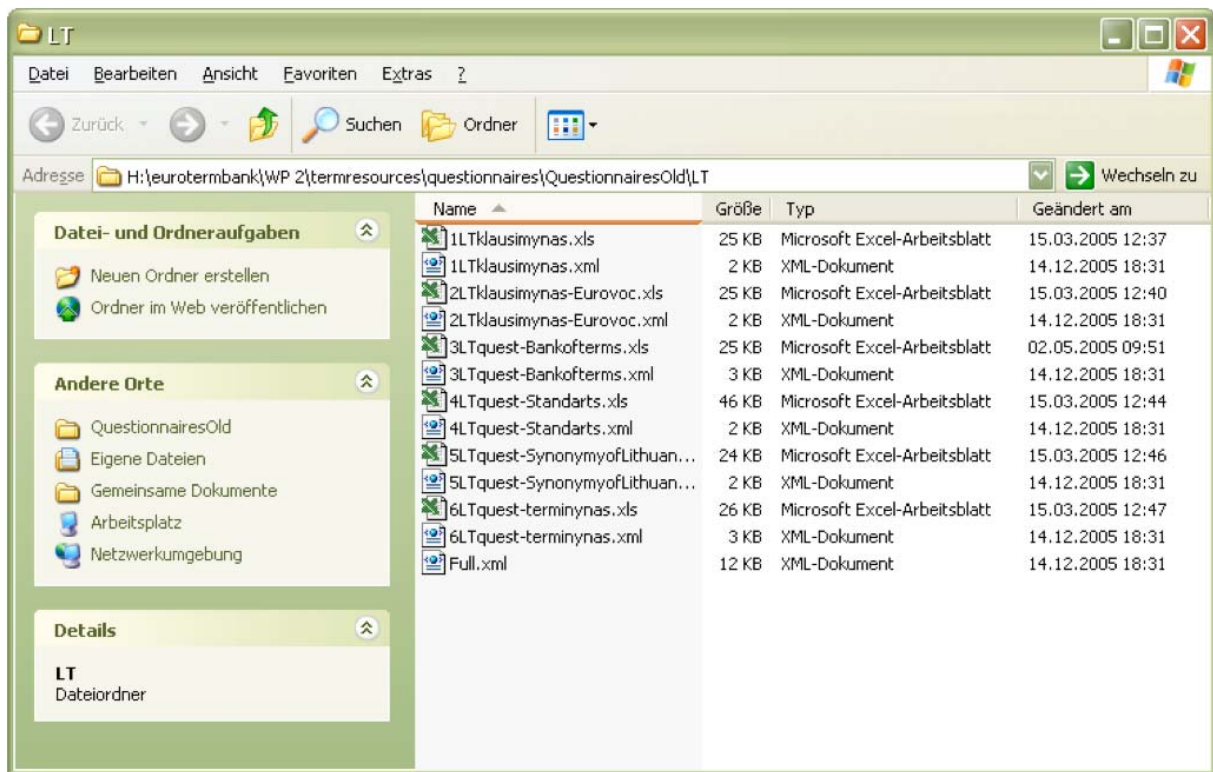 LT
Datei Bearbeiten Ansicht Favoriten Extras ?
Zurück Suchen Ordner
Adresse H:\eurotermbank\WP 2\termresources\questionnaires\QuestionnairesOld\LT Wechseln zu
Datei- und Ordneraufgaben
Neuen Ordner erstellen
Ordner im Web veröffentlichen
Andere Orte
QuestionnairesOld
Eigene Dateien
Gemeinsame Dokumente
Arbeitsplatz
Netzwerkumgebung
Details
LT
Dateiordner
Name Größe Typ Geändert am
1LTklausimynas.xls 25 KB Microsoft Excel-Arbeitsblatt 15.03.2005 12:37
1LTklausimynas.xml 2 KB XML-Dokument 14.12.2005 18:31
2LTklausimynas-Eurovoc.xls 25 KB Microsoft Excel-Arbeitsblatt 15.03.2005 12:40
2LTklausimynas-Eurovoc.xml 2 KB XML-Dokument 14.12.2005 18:31
3LTquest-Bankofterms.xls 25 KB Microsoft Excel-Arbeitsblatt 02.05.2005 09:51
3LTquest-Bankofterms.xml 3 KB XML-Dokument 14.12.2005 18:31
4LTquest-Standarts.xls 46 KB Microsoft Excel-Arbeitsblatt 15.03.2005 12:44
4LTquest-Standarts.xml 2 KB XML-Dokument 14.12.2005 18:31
5LTquest-SynonymyofLithuan... 24 KB Microsoft Excel-Arbeitsblatt 15.03.2005 12:46
5LTquest-SynonymyofLithuan... 2 KB XML-Dokument 14.12.2005 18:31
6LTquest-terminynas.xls 26 KB Microsoft Excel-Arbeitsblatt 15.03.2005 12:47
6LTquest-terminynas.xml 3 KB XML-Dokument 14.12.2005 18:31
Full.xml 12 KB XML-Dokument 14.12.2005 18:31